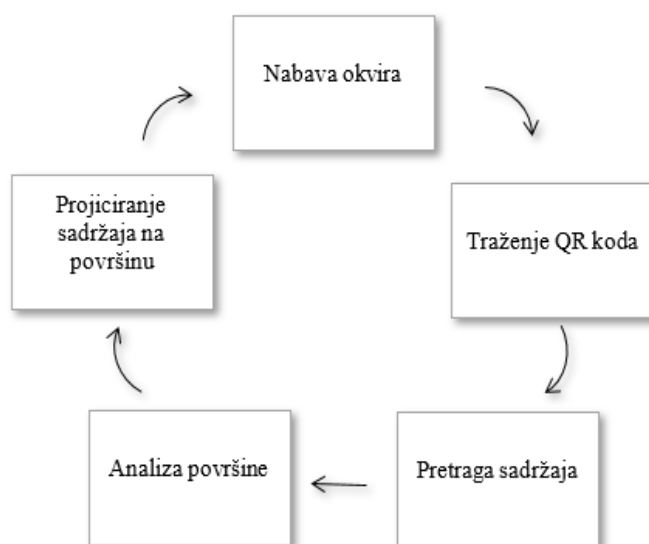 Nabava okvira
Traženje QR koda
Pretraga sadržaja
Analiza površine
Projiciranje
sadržaja na
površinu